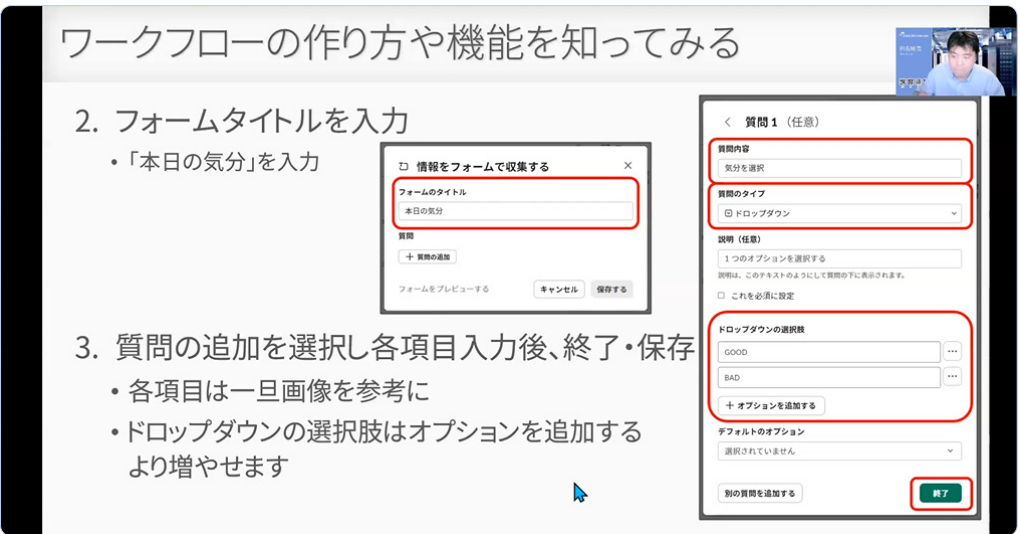 ワークフローの作り方や機能を知ってみる
2. フォームタイトルを入力
・「本日の気分」を入力
情報をフォームで収集する
フォームのタイトル
本日の気分
質問
+ 質問の追加
フォームをプレビューする
キャンセル
保存する
3. 質問の追加を選択し各項目入力後、終了・保存
・各項目は一旦画像を参考に
・ドロップダウンの選択肢はオプションを追加する
より増やせます
質問 1 （任意）
質問内容
気分を選択
質問のタイプ
ドロップダウン
説明（任意）
1 つのオプションを選択する
説明は、このテキストのようにして質問の下に表示されます。
これを必須に設定
ドロップダウンの選択肢
GOOD
BAD
+ オプションを追加する
デフォルトのオプション
選択されていません
別の質問を追加する
終了